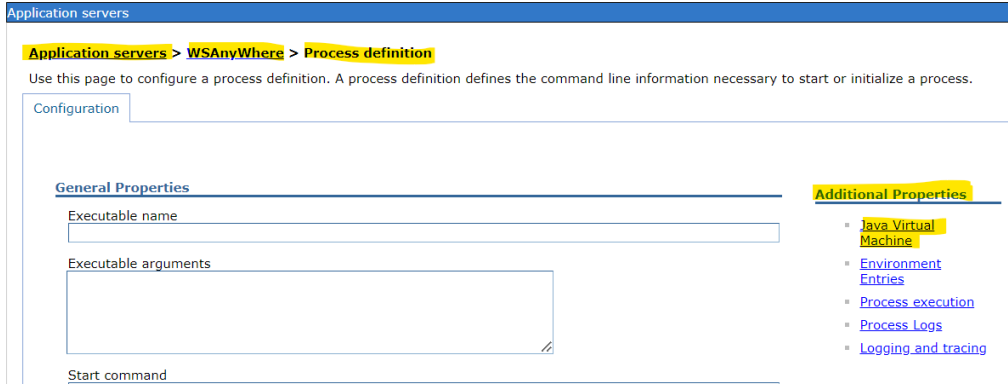 Application servers
Application servers > WSAnyWhere > Process definition
Use this page to configure a process definition. A process definition defines the command line information necessary to start or initialize a process.
Configuration
General Properties
Executable name
Executable arguments
Start command
Additional Properties
Java Virtual
Machine
Environment
Entries
Process execution
Process Logs
Logging and tracing